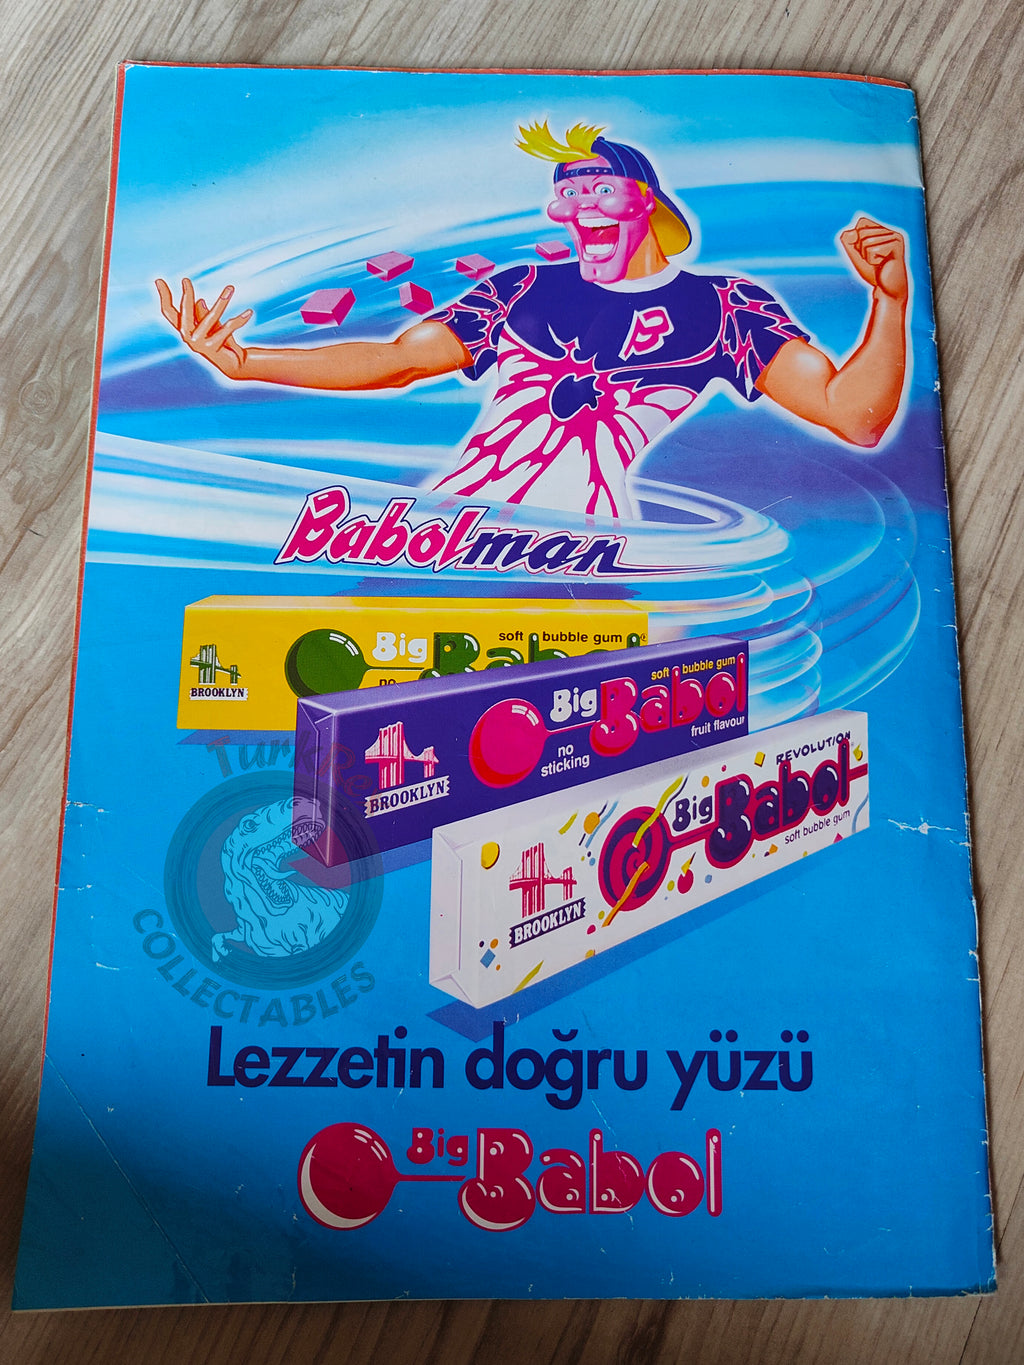 B
Babolman
BROOKLYN
Big Babol
soft bubble gum
no
BROOKLYN
Big Babol
soft bubble gum
no sticking
fruit flavour
BROOKLYN
Big Babol
REVOLUTION
soft bubble gum
COLLECTABLES
Lezzetin doğru yüzü
Big Babol